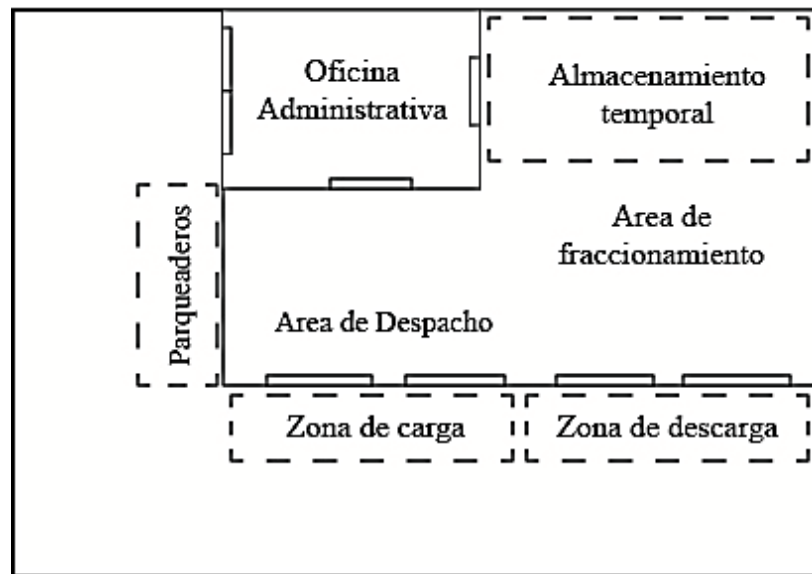 Oficina
Administrativa
Almacenamiento
temporal
Parqueaderos
Area de
fraccionamiento
Area de Despacho
Zona de carga
Zona de descarga